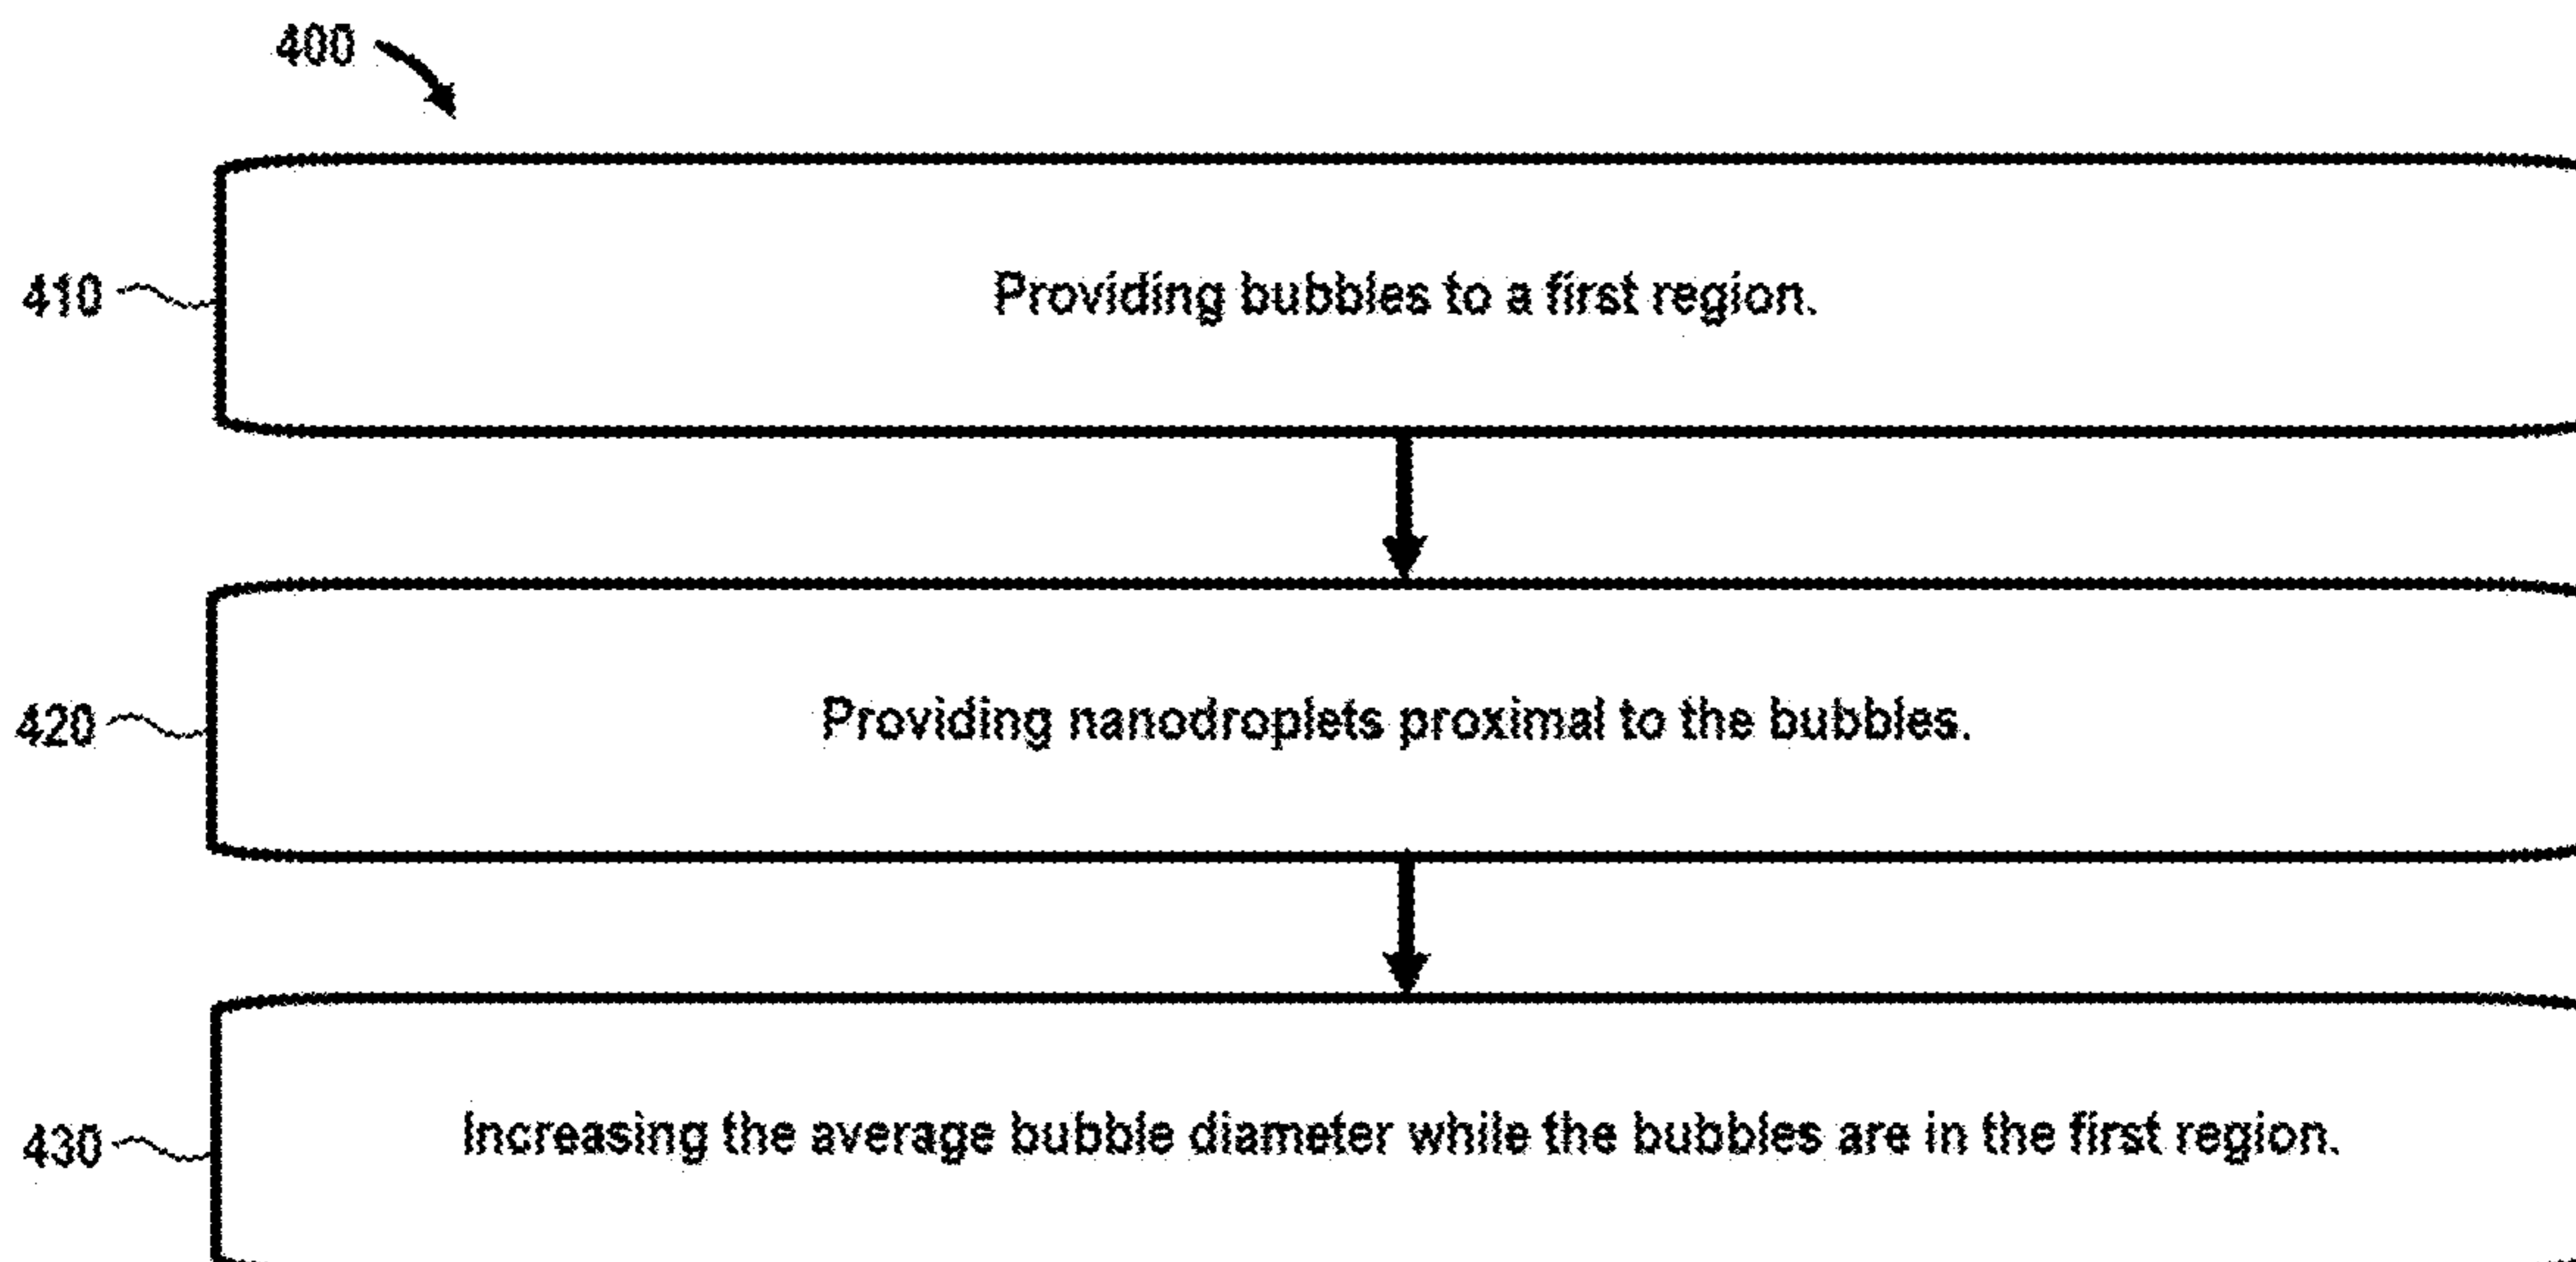 400
410 Providing bubbles to a first region.
420 Providing nanodroplets proximal to the bubbles.
430 Increasing the average bubble diameter while the bubbles are in the first region.